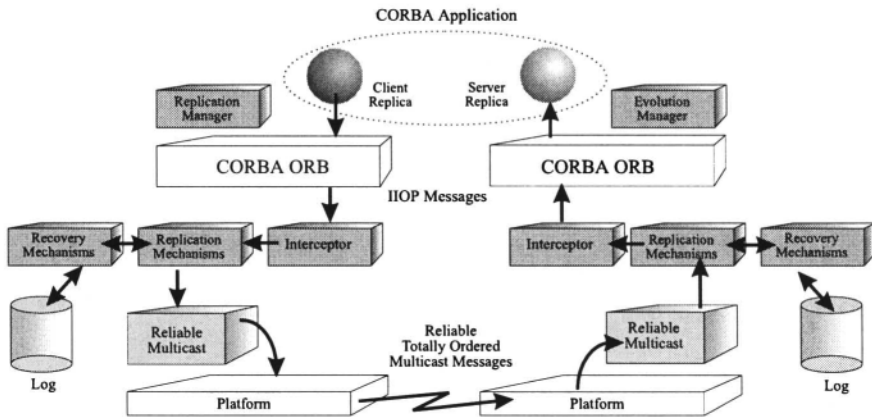 CORBA Application
Client
Replica
Server
Replica
Replication
Manager
Evolution
Manager
CORBA ORB
CORBA ORB
IIOP Messages
Recovery
Mechanisms
Replication
Mechanisms
Interceptor
Interceptor
Replication
Mechanisms
Recovery
Mechanisms
Reliable
Multicast
Reliable
Totally Ordered
Multicast Messages
Reliable
Multicast
Log
Log
Platform
Platform